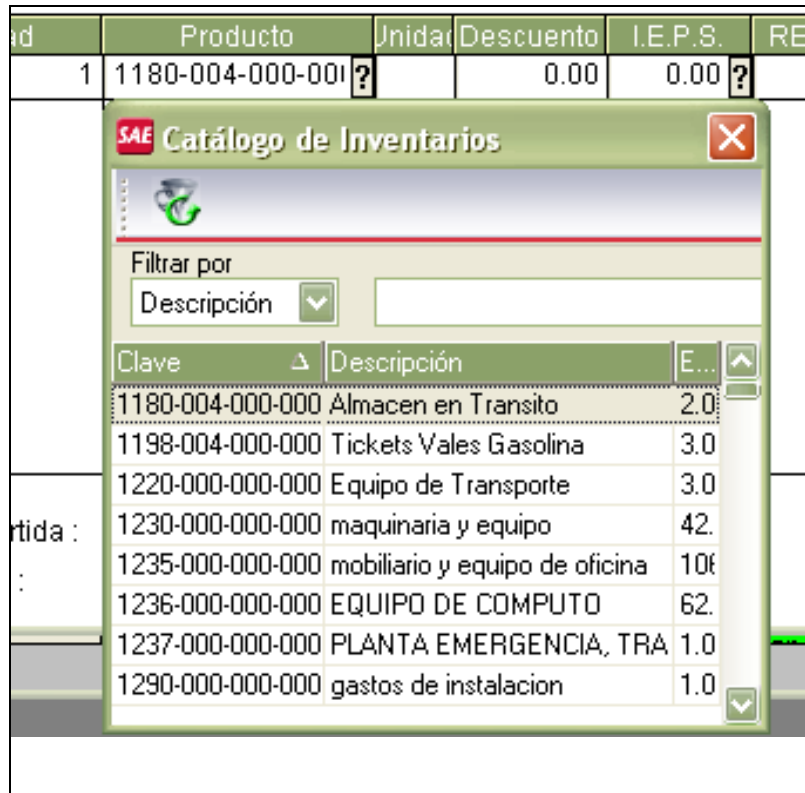 ad Producto Unidad Descuento I.E.P.S. RE
1 1180-004-000-00 ? 0.00 0.00 ?
SAE Catálogo de Inventarios
Filtrar por
Descripción
Clave Descripción E...
1180-004-000-000 Almacen en Transito 2.0
1198-004-000-000 Tickets Vales Gasolina 3.0
1220-000-000-000 Equipo de Transporte 3.0
1230-000-000-000 maquinaria y equipo 42.
1235-000-000-000 mobiliario y equipo de oficina 106
1236-000-000-000 EQUIPO DE COMPUTO 62.
1237-000-000-000 PLANTA EMERGENCIA, TRA 1.0
1290-000-000-000 gastos de instalacion 1.0
rtida :
: